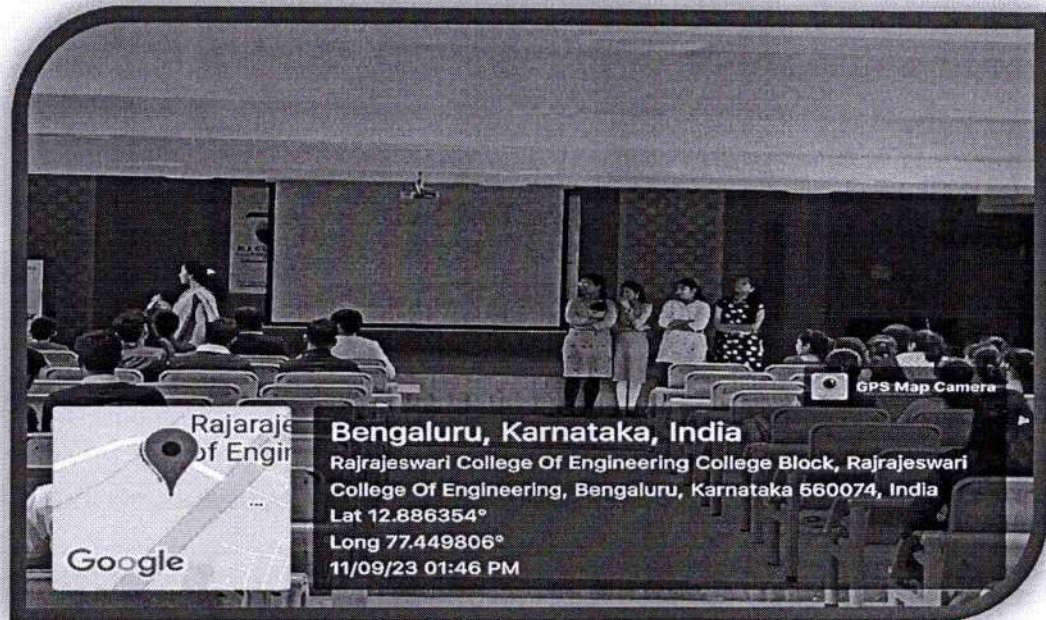 GPS Map Camera
Rajaraje
of Engir
Google
Bengaluru, Karnataka, India
Rajrajeswari College Of Engineering College Block, Rajrajeswari
College Of Engineering, Bengaluru, Karnataka 560074, India
Lat 12.886354°
Long 77.449806°
11/09/23 01:46 PM